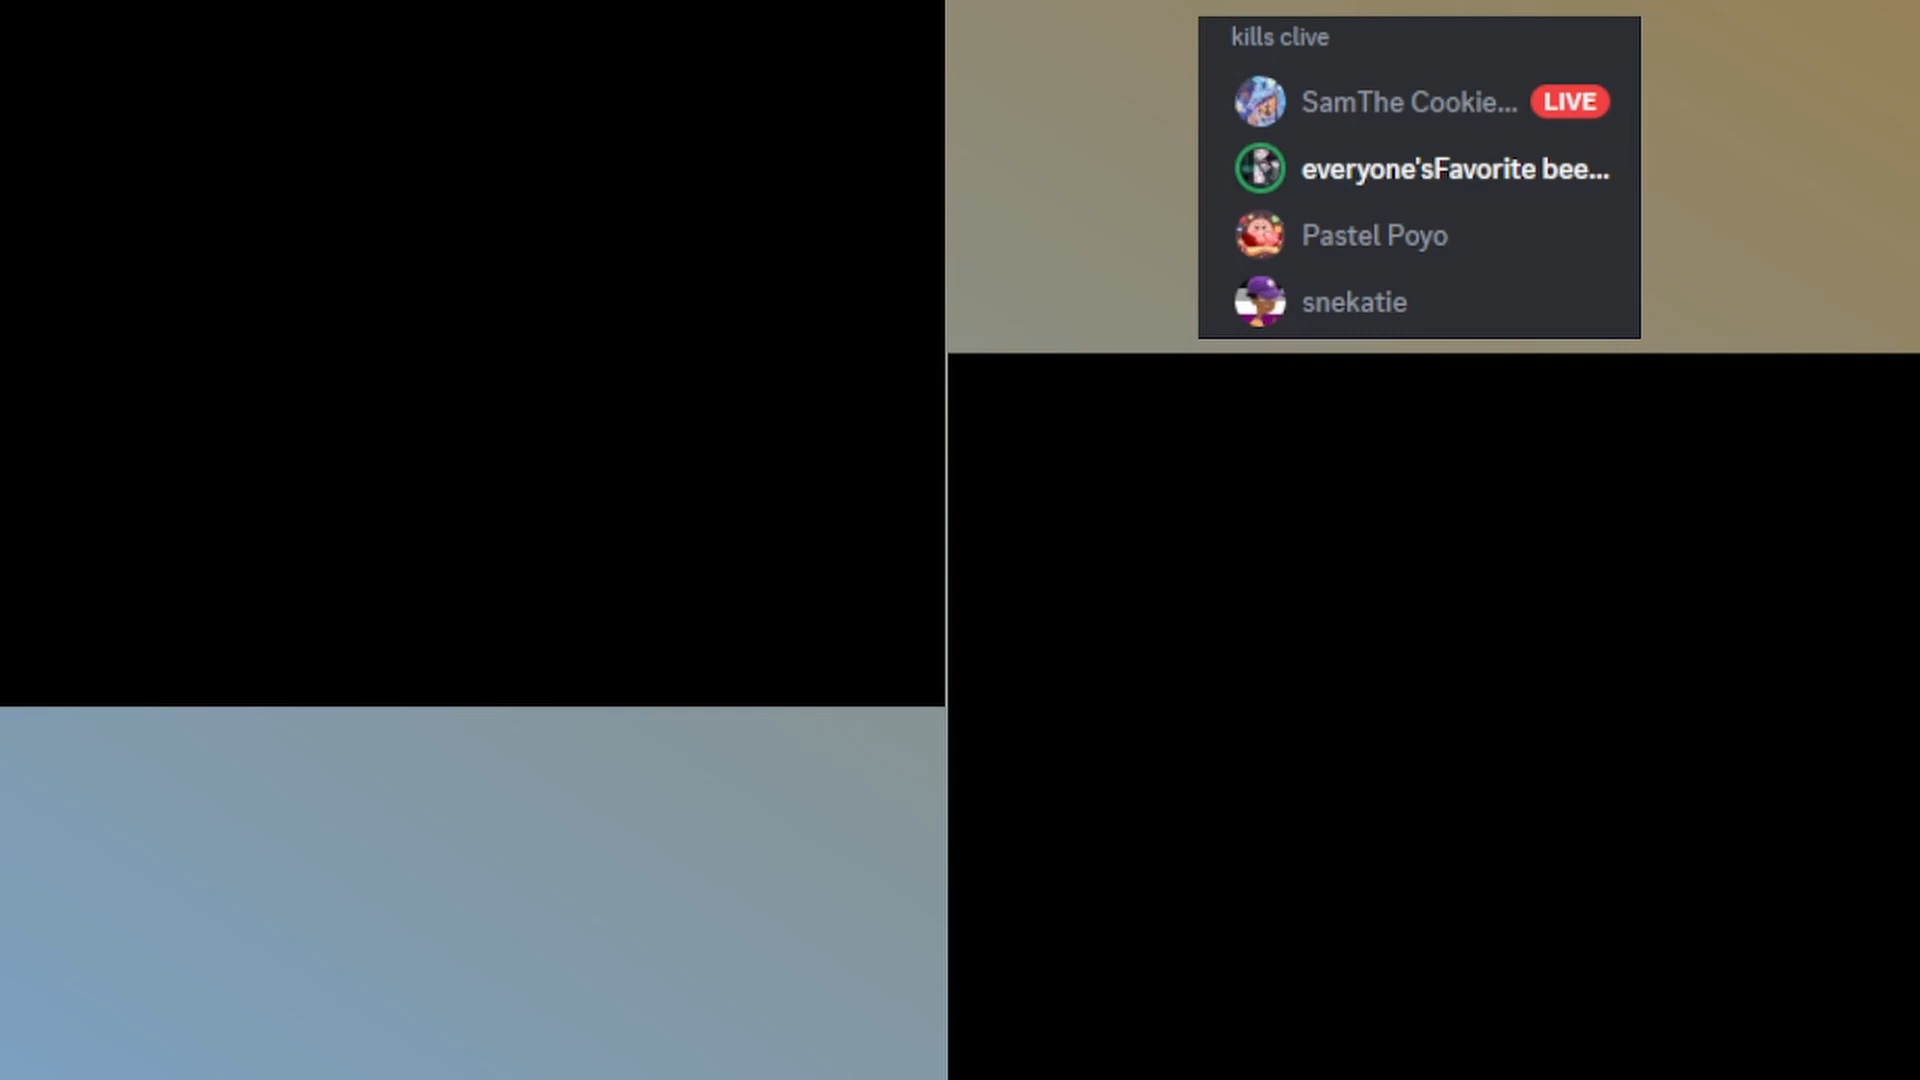 kills clive
SamThe Cookie... LIVE
everyone'sFavorite bee...
Pastel Poyo
snekatie